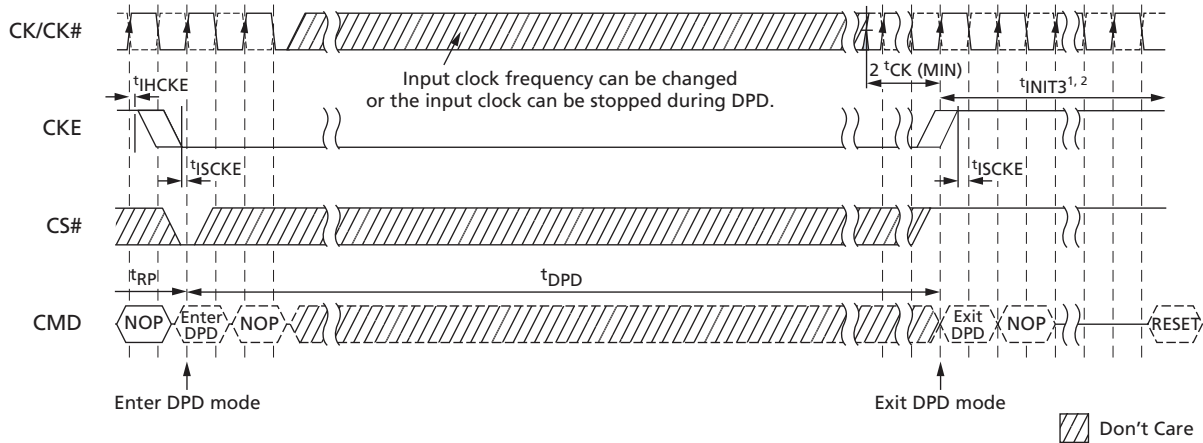 CK/CK#
Input clock frequency can be changed
or the input clock can be stopped during DPD.
2 tCK (MIN)
tINIT31, 2
tIHCKE
CKE
tISCKE
tISCKE
CS#
tRP
tDPD
CMD
NOP
Enter
DPD
NOP
Exit
DPD
NOP
RESET
Enter DPD mode
Exit DPD mode
Don't Care